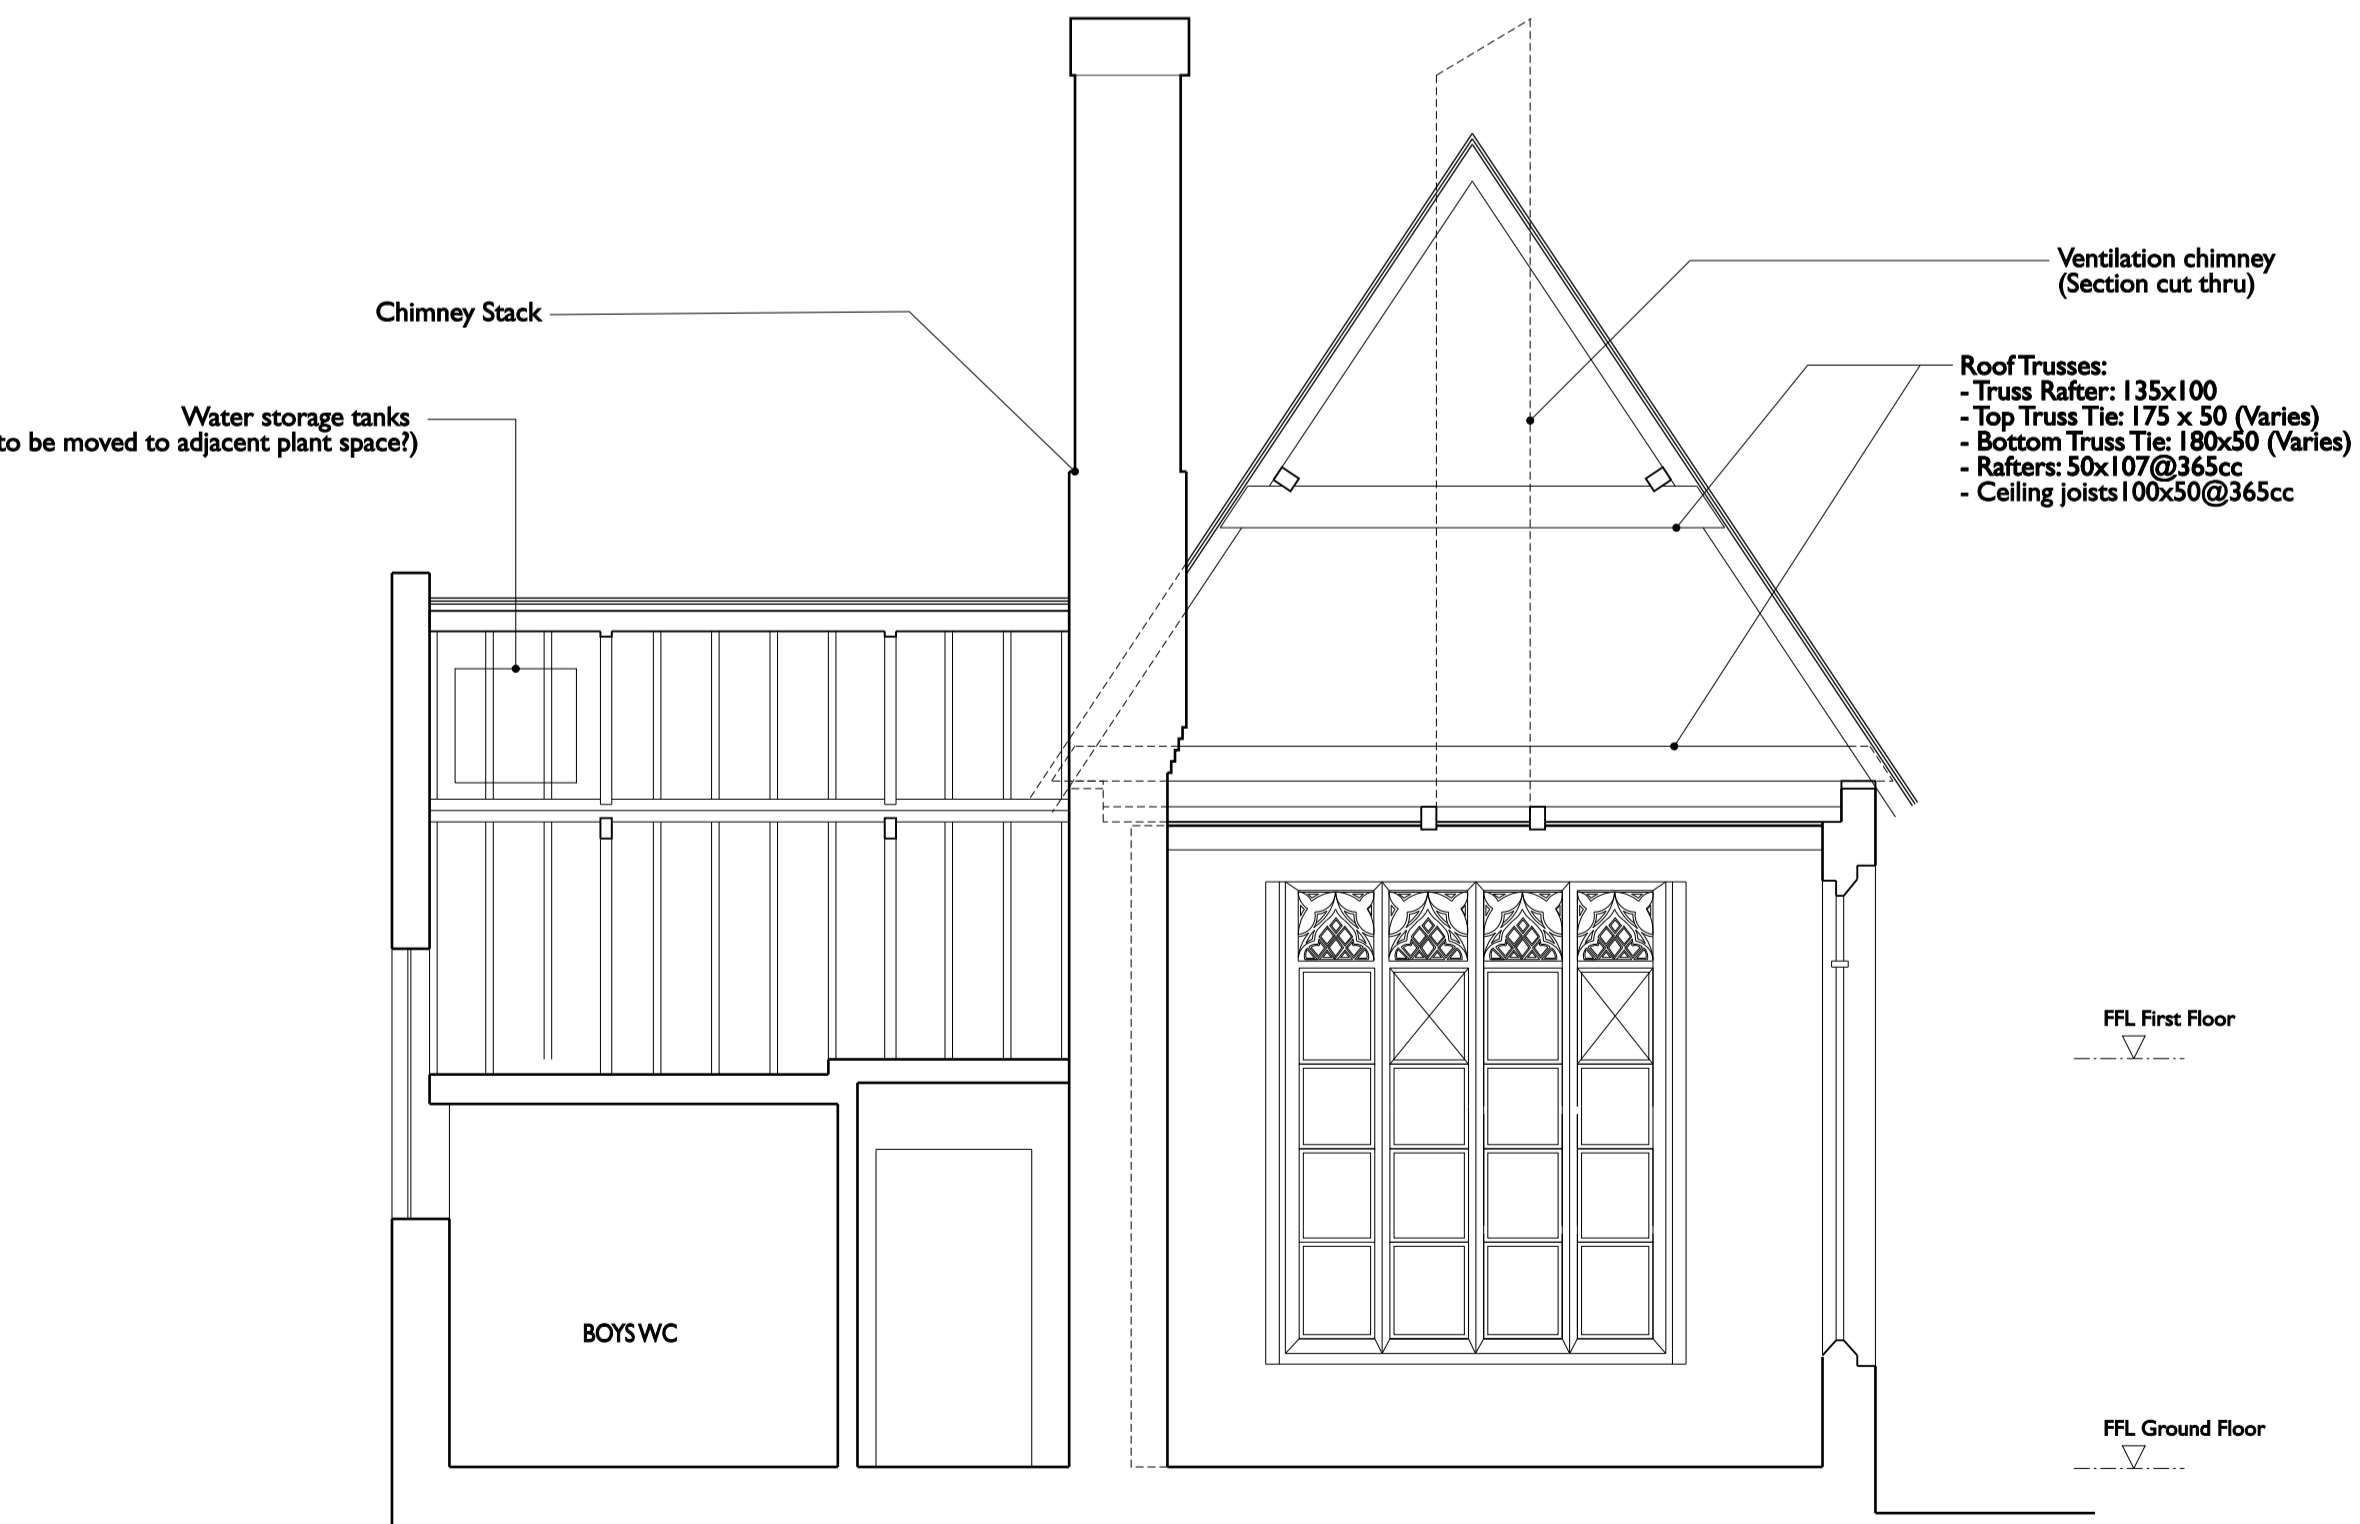 Ventilation chimney
(Section cut thru)
Chimney Stack
Roof Trusses:
- Truss Rafter: 135x100
- Top Truss Tie: 175 x 50 (Varies)
- Bottom Truss Tie: 180x50 (Varies)
- Rafters: 50x107@365cc
- Ceiling joists100x50@365cc
Water storage tanks
to be moved to adjacent plant space?)
FFL First Floor
BOYS WC
FFL Ground Floor